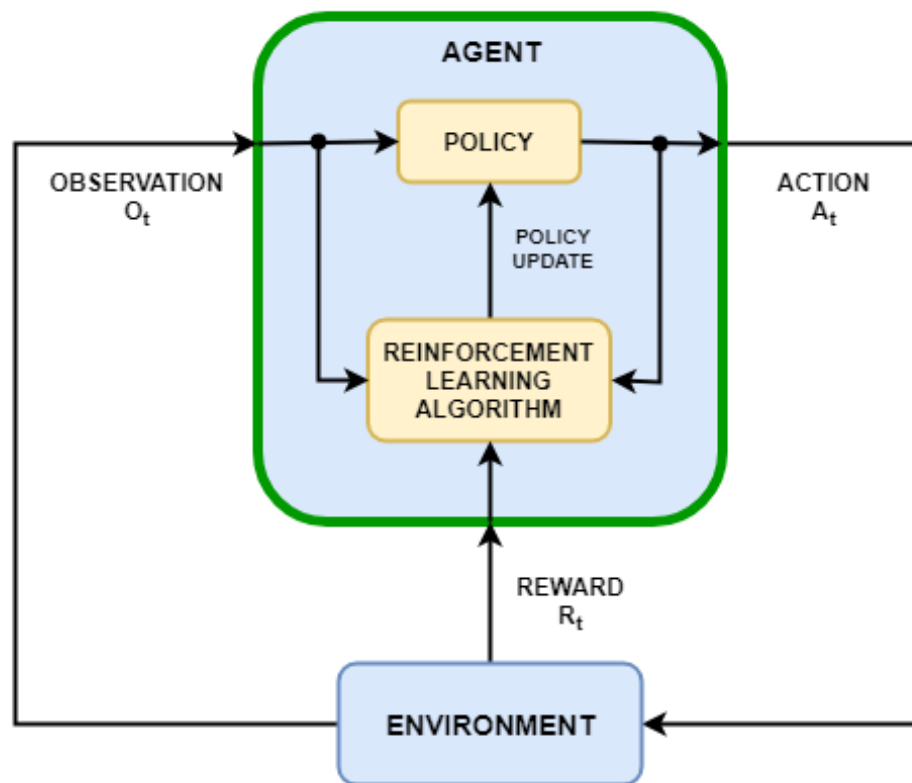 AGENT
POLICY
OBSERVATION
Oₜ
ACTION
Aₜ
POLICY
UPDATE
REINFORCEMENT
LEARNING
ALGORITHM
REWARD
Rₜ
ENVIRONMENT